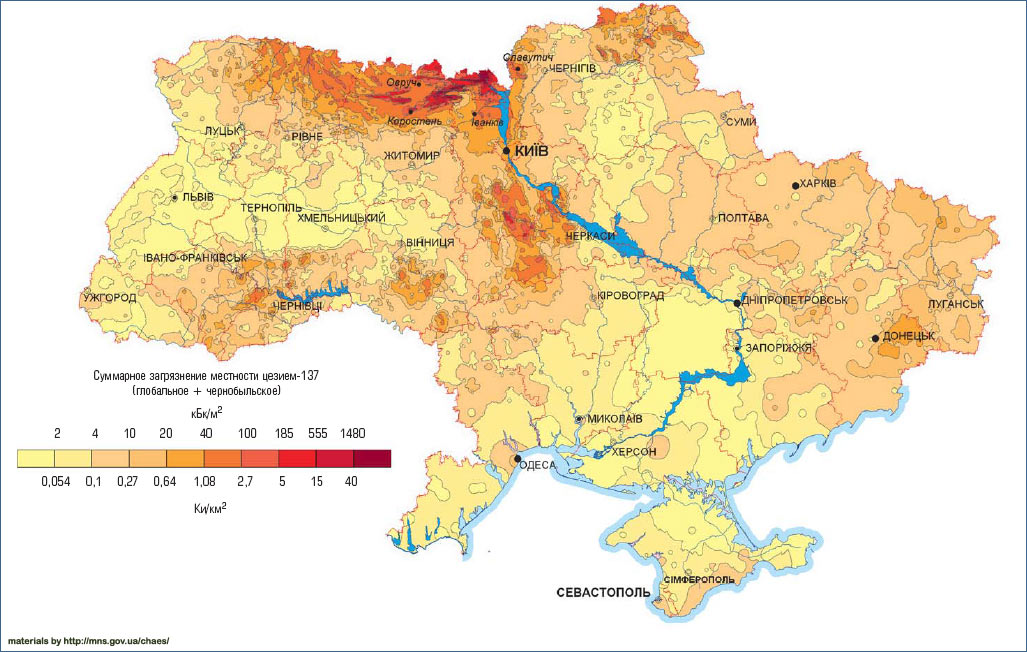 Славутич
ЧЕРНІГІВ
Овруч
Коростень
Іванків
ЛУЦЬК
РІВНЕ
СУМИ
КИЇВ
ЖИТОМИР
ХАРКІВ
ЛЬВІВ
ТЕРНОПІЛЬ
ХМЕЛЬНИЦЬКИЙ
ПОЛТАВА
ЧЕРКАСИ
ВІННИЦЯ
ІВАНО-ФРАНКІВСЬК
УЖГОРОД
ЧЕРНІВЦІ
КІРОВОГРАД
ДНІПРОПЕТРОВСЬК
ЛУГАНСЬК
ДОНЕЦЬК
ЗАПОРІЖЖЯ
Суммарное загрязнение местности цезием-137
(глобальное + чернобыльское)
кБк/м²
2 4 10 20 40 100 185 555 1480
0,054 0,1 0,27 0,64 1,08 2,7 5 15 40
Ки/км²
МИКОЛАЇВ
ХЕРСОН
ОДЕСА
СІМФЕРОПОЛЬ
СЕВАСТОПОЛЬ
materials by http://mns.gov.ua/chaes/